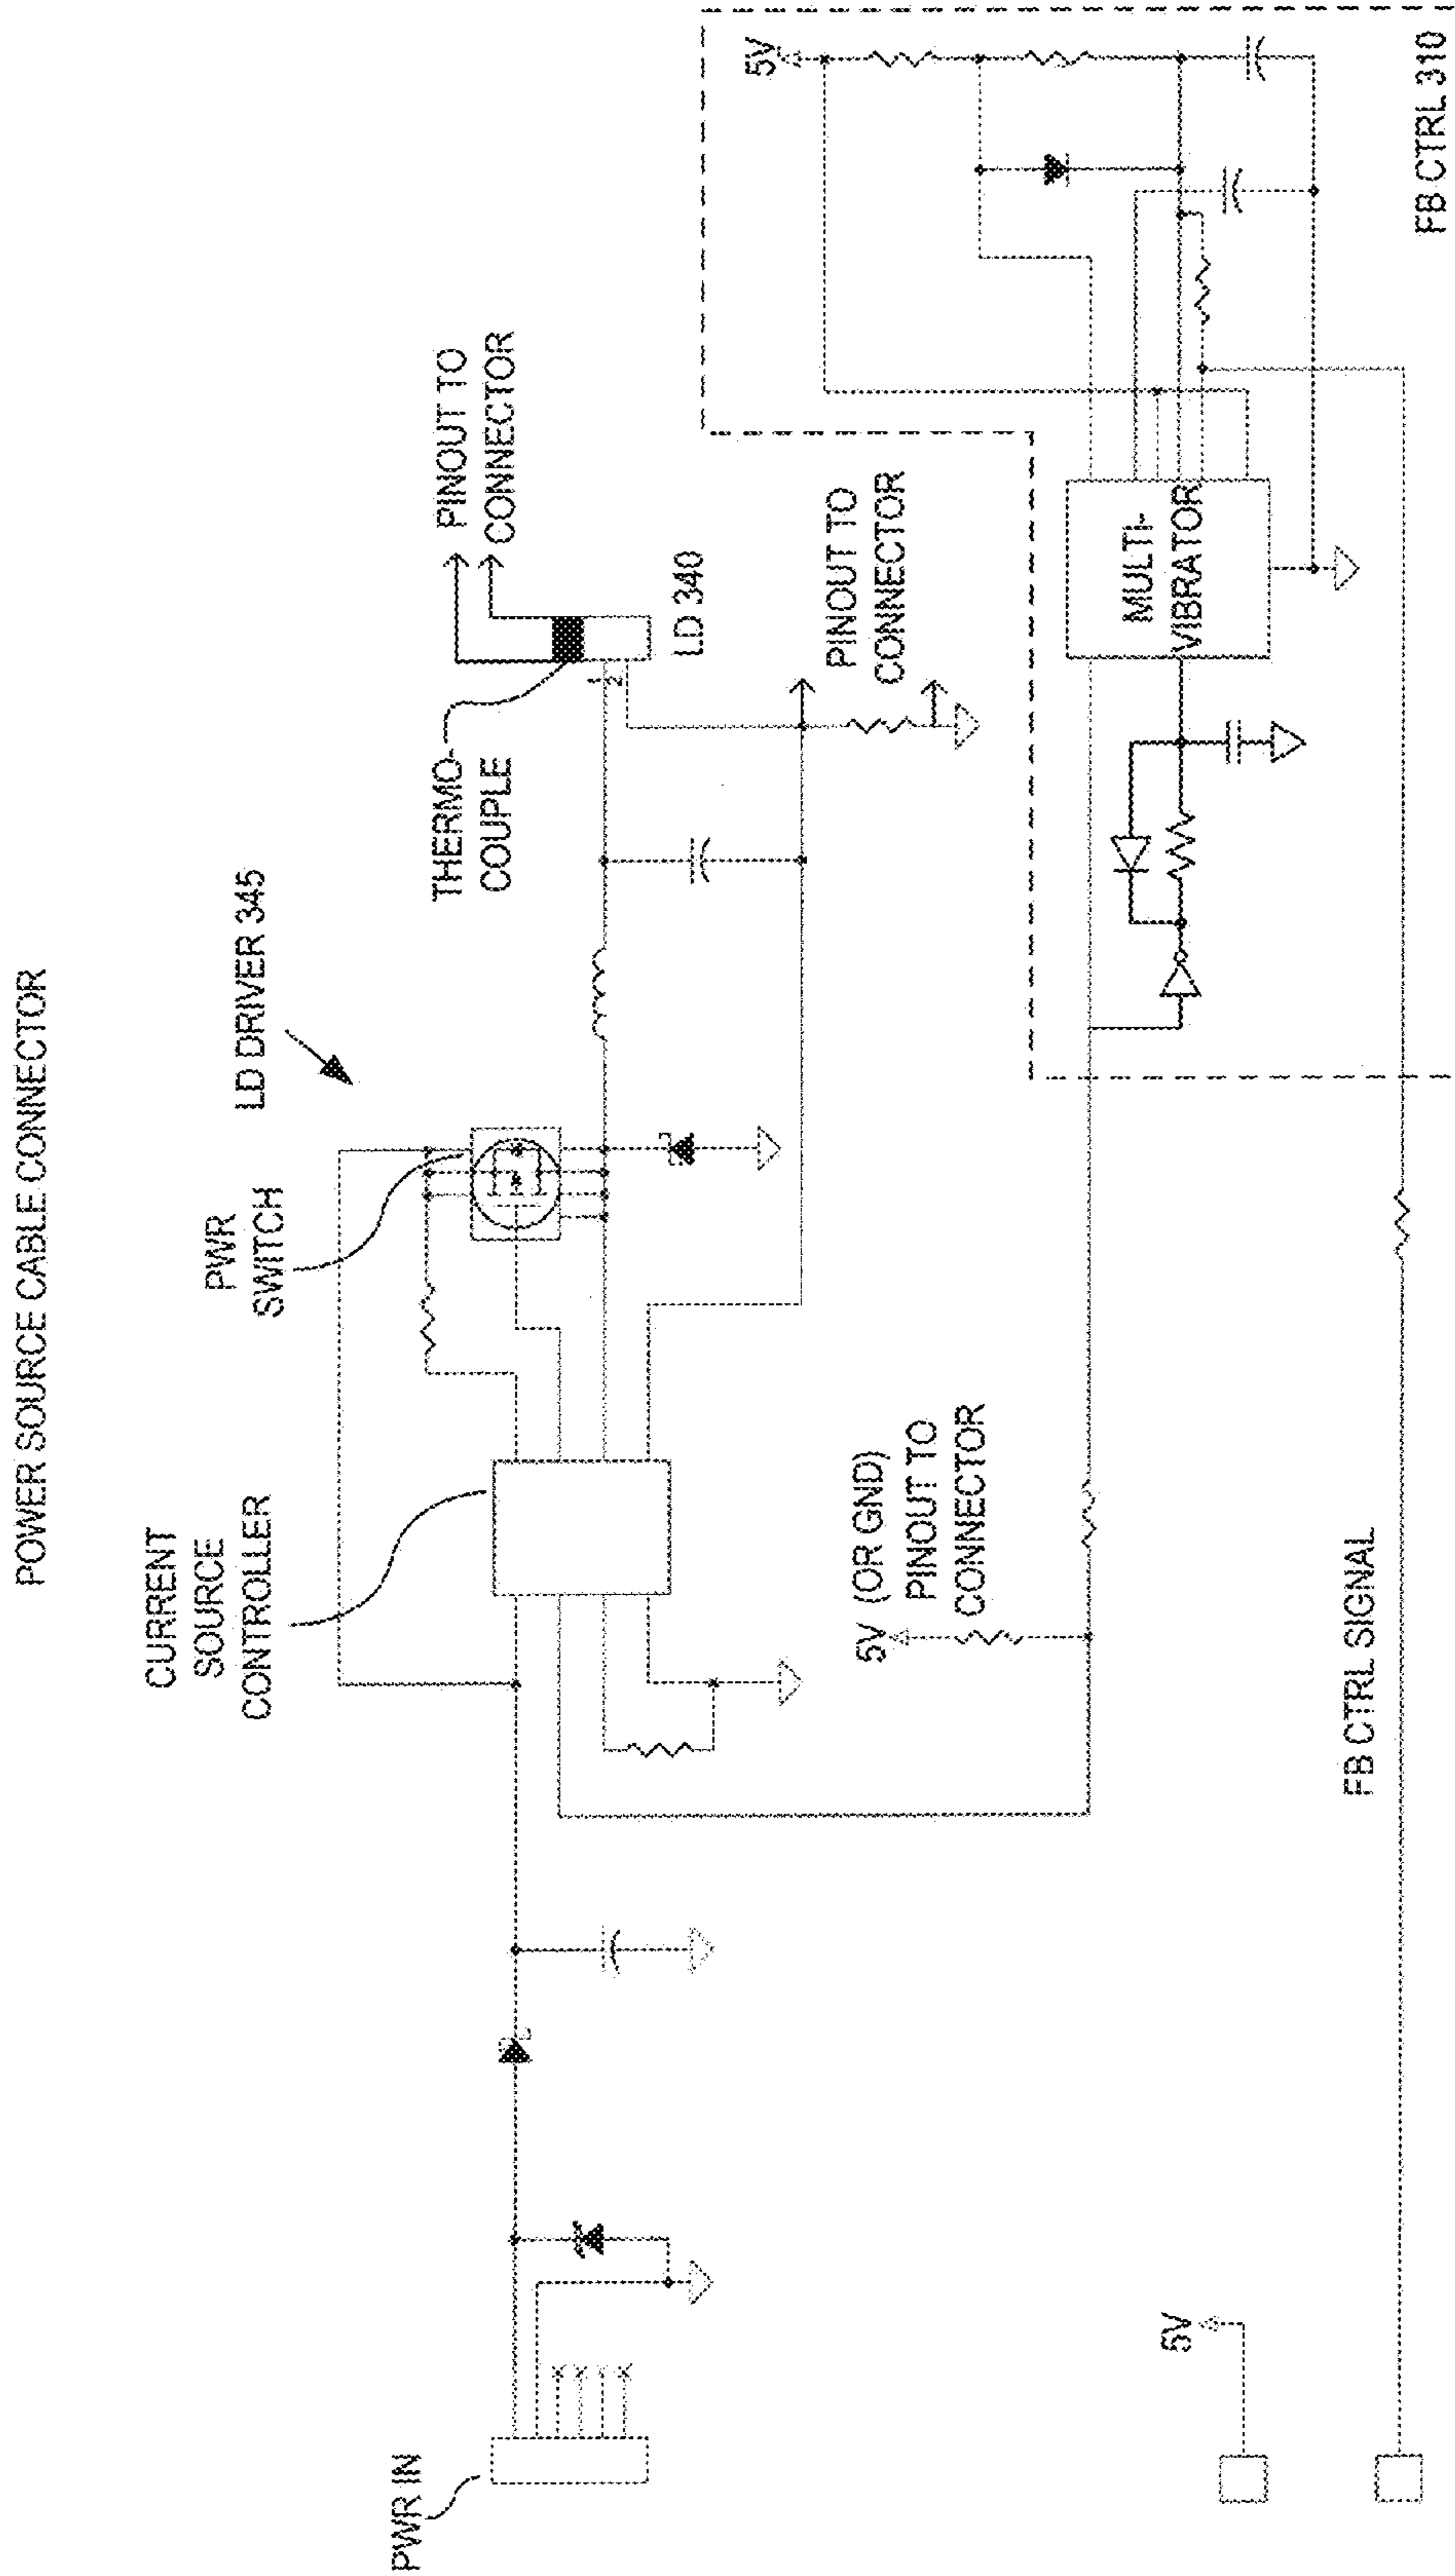 POWER SOURCE CABLE CONNECTOR
LD DRIVER 345
PWR
SWITCH
CURRENT
SOURCE
CONTROLLER
PWR IN
THERMO-
COUPLE
PINOUT TO
CONNECTOR
1
2
LD 340
PINOUT TO
CONNECTOR
5V (OR GND)
PINOUT TO
CONNECTOR
5V
MULTI-
VIBRATOR
FB CTRL 310
FB CTRL SIGNAL
5V